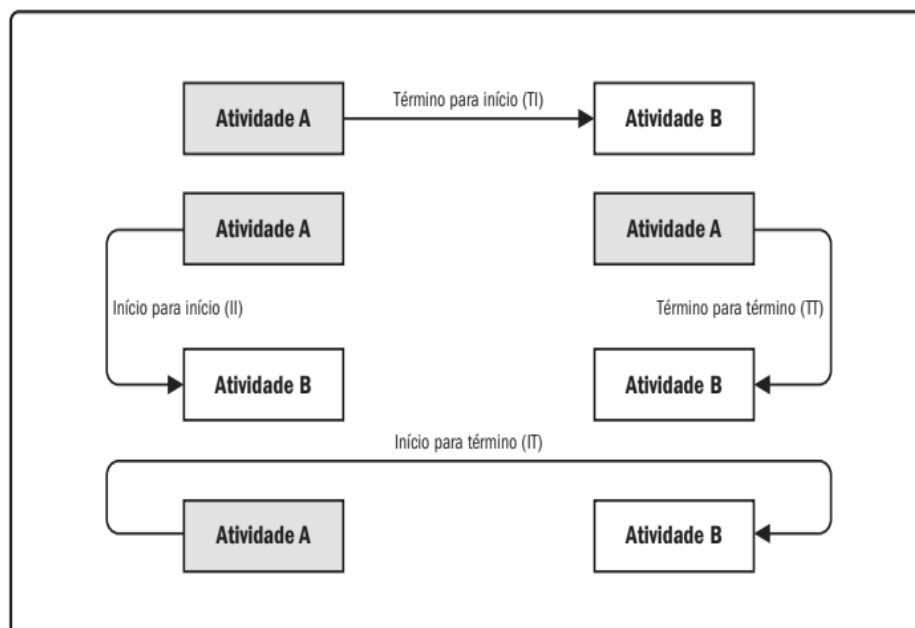 Atividade A
Término para início (TI)
Atividade B
Atividade A
Atividade A
Início para início (II)
Término para término (TT)
Atividade B
Atividade B
Início para término (IT)
Atividade A
Atividade B